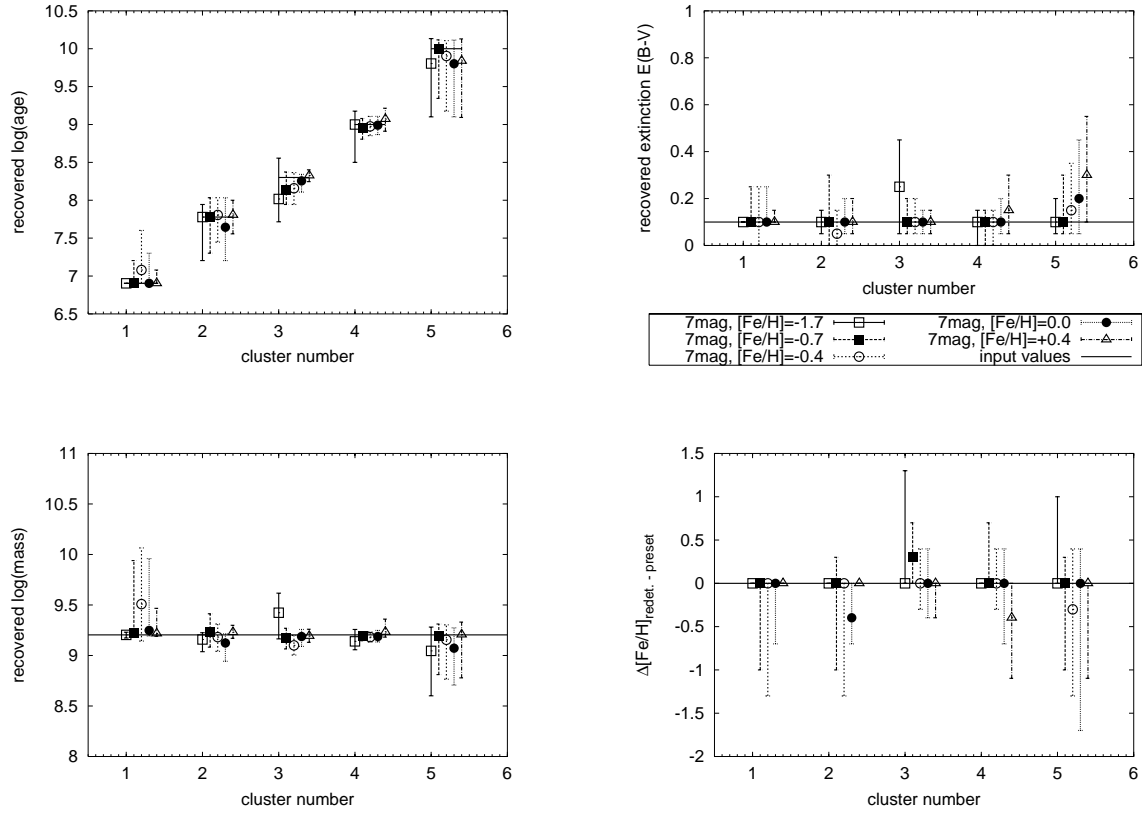 10.5
10
9.5
9
8.5
8
7.5
7
6.5
1 2 3 4 5 6
recovered log(age)
cluster number
1
0.8
0.6
0.4
0.2
0
1 2 3 4 5 6
recovered extinction E(B-V)
cluster number
7mag, [Fe/H]=-1.7
7mag, [Fe/H]=-0.7
7mag, [Fe/H]=-0.4
7mag, [Fe/H]=0.0
7mag, [Fe/H]=+0.4
input values
11
10.5
10
9.5
9
8.5
8
1 2 3 4 5 6
recovered log(mass)
cluster number
1.5
1
0.5
0
-0.5
-1
-1.5
-2
1 2 3 4 5 6
Δ[Fe/H]redet. - preset
cluster number